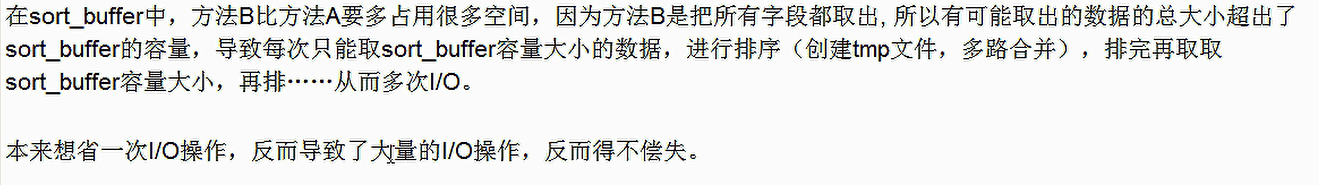 在sort_buffer中，方法B比方法A要多占用很多空间，因为方法B是把所有字段都取出, 所以有可能取出的数据的总大小超出了
sort_buffer的容量，导致每次只能取sort_buffer容量大小的数据，进行排序（创建tmp文件，多路合并），排完再取取
sort_buffer容量大小，再排……从而多次I/O。
本来想省一次I/O操作，反而导致了大量的I/O操作，反而得不偿失。